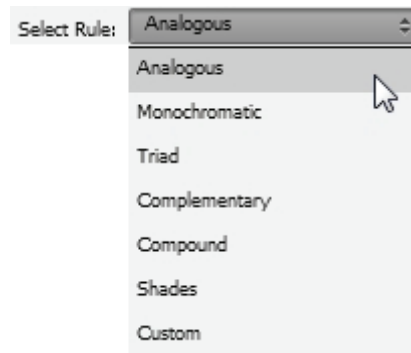 Select Rule: Analogous
Analogous
Monochromatic
Triad
Complementary
Compound
Shades
Custom